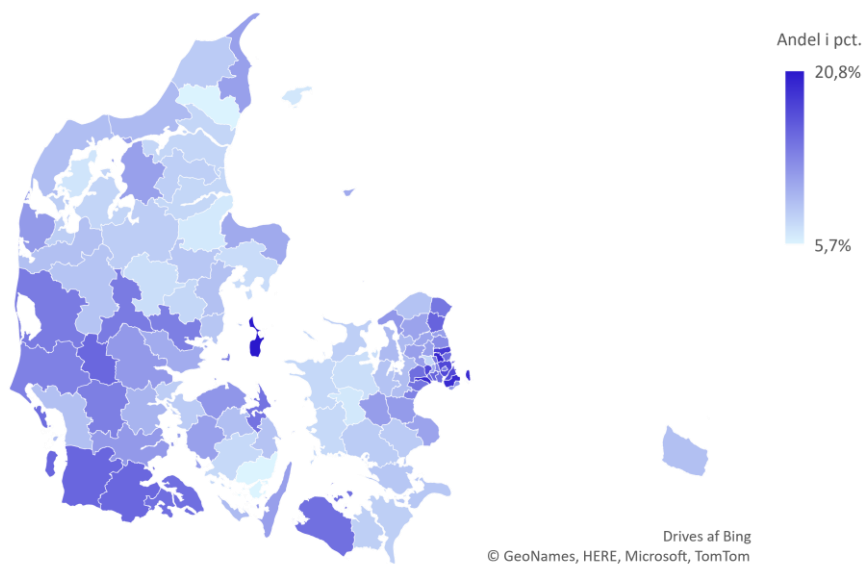 Andel i pct.
20,8%
5,7%
Drives af Bing
© GeoNames, HERE, Microsoft, TomTom